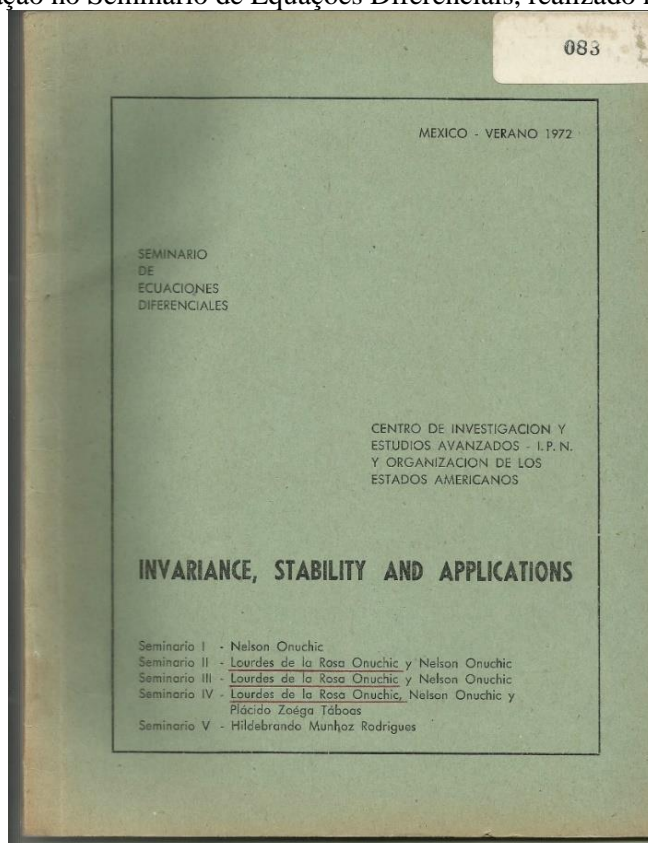 no Seminário de Equações Diferenciais, realizado
083
MEXICO - VERANO 1972
SEMINARIO
DE
ECUACIONES
DIFERENCIALES
CENTRO DE INVESTIGACION Y
ESTUDIOS AVANZADOS - I.P.N.
Y ORGANIZACION DE LOS
ESTADOS AMERICANOS
INVARIANCE, STABILITY AND APPLICATIONS
Seminario I - Nelson Onuchic
Seminario II - Lourdes de la Rosa Onuchic y Nelson Onuchic
Seminario III - Lourdes de la Rosa Onuchic y Nelson Onuchic
Seminario IV - Lourdes de la Rosa Onuchic, Nelson Onuchic y
Plácido Zoéga Táboas
Seminario V - Hildebrando Munhoz Rodrigues